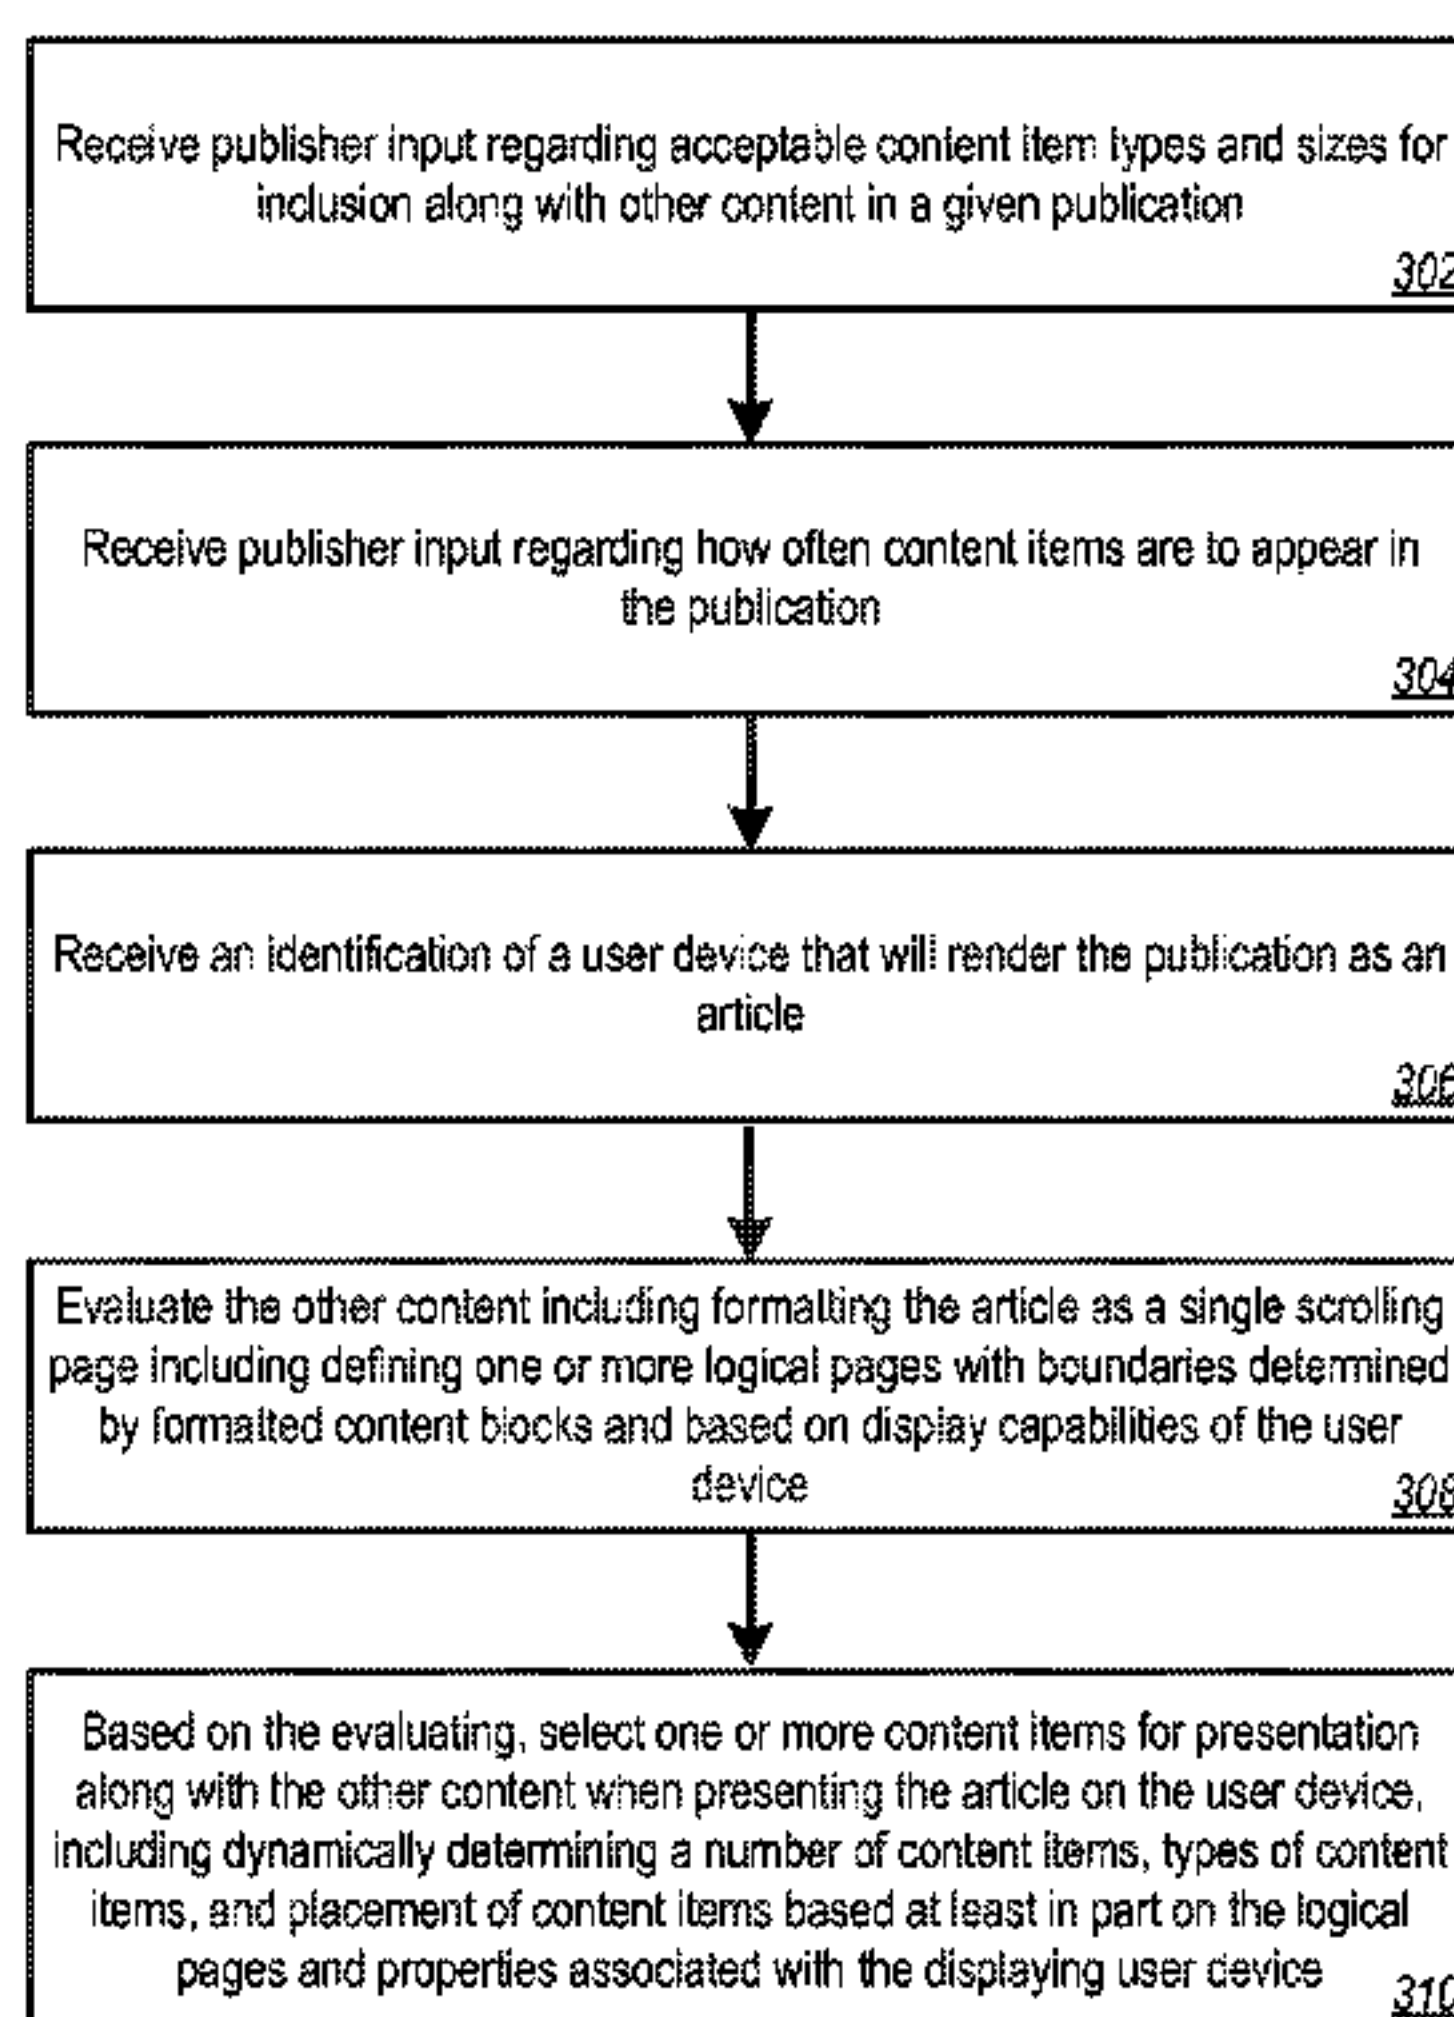 Receive publisher input regarding acceptable content item types and sizes for
inclusion along with other content in a given publication
302
Receive publisher input regarding how often content items are to appear in
the publication
304
Receive an identification of a user device that will render the publication as an
article
306
Evaluate the other content including formatting the article as a single scrolling
page including defining one or more logical pages with boundaries determined
by formatted content blocks and based on display capabilities of the user
device
308
Based on the evaluating, select one or more content items for presentation
along with the other content when presenting the article on the user device,
including dynamically determining a number of content items, types of content
items, and placement of content items based at least in part on the logical
pages and properties associated with the displaying user device
310